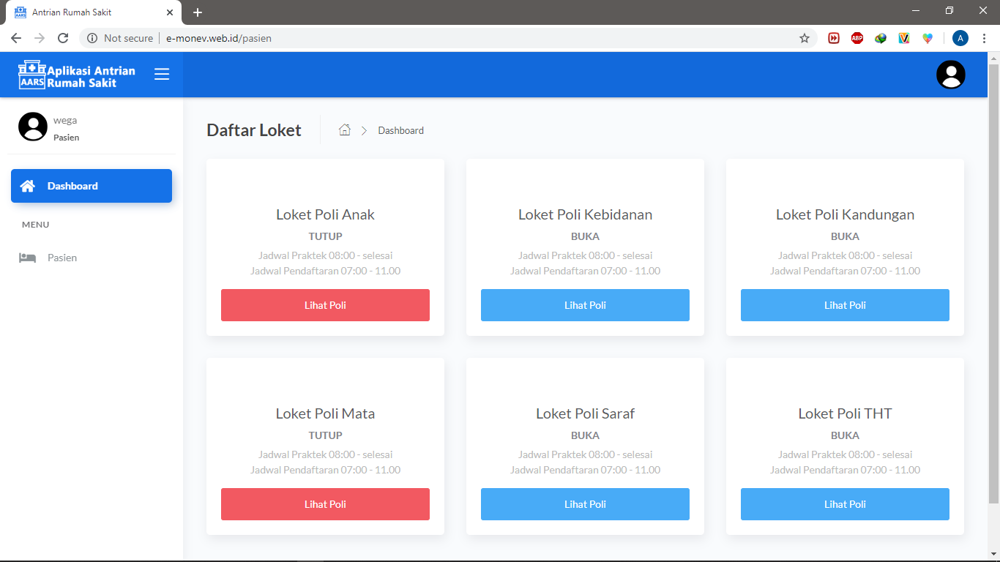 Antrian Rumah Sakit
Not secure
e-monev.web.id/pasien
ABP
A
AARS
Aplikasi Antrian
Rumah Sakit
wega
Pasien
Dashboard
MENU
Pasien
Daftar Loket
Dashboard
Loket Poli Anak
TUTUP
Jadwal Praktek 08:00 - selesai
Jadwal Pendaftaran 07:00 - 11.00
Lihat Poli
Loket Poli Kebidanan
BUKA
Jadwal Praktek 08:00 - selesai
Jadwal Pendaftaran 07:00 - 11.00
Lihat Poli
Loket Poli Kandungan
BUKA
Jadwal Praktek 08:00 - selesai
Jadwal Pendaftaran 07:00 - 11.00
Lihat Poli
Loket Poli Mata
TUTUP
Jadwal Praktek 08:00 - selesai
Jadwal Pendaftaran 07:00 - 11.00
Lihat Poli
Loket Poli Saraf
BUKA
Jadwal Praktek 08:00 - selesai
Jadwal Pendaftaran 07:00 - 11.00
Lihat Poli
Loket Poli THT
BUKA
Jadwal Praktek 08:00 - selesai
Jadwal Pendaftaran 07:00 - 11.00
Lihat Poli